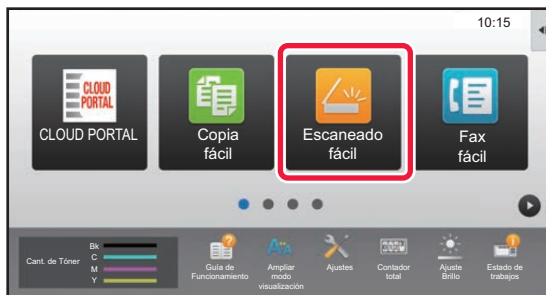 10:15
CLOUD
PORTAL
CLOUD PORTAL
Copia
fácil
Escaneado
fácil
Fax
fácil
Cant. de Tóner
Bk
C
M
Y
Guía de
Funcionamiento
Ampliar
modo
visualización
Ajustes
Contador
total
Ajuste
Brillo
Estado de
trabajos